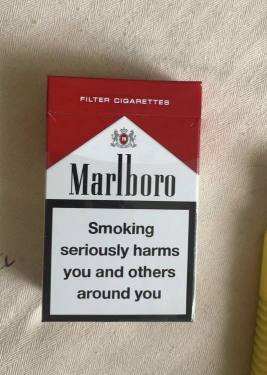 FILTER CIGARETTES
Marlboro
Smoking
seriously harms
you and others
around you